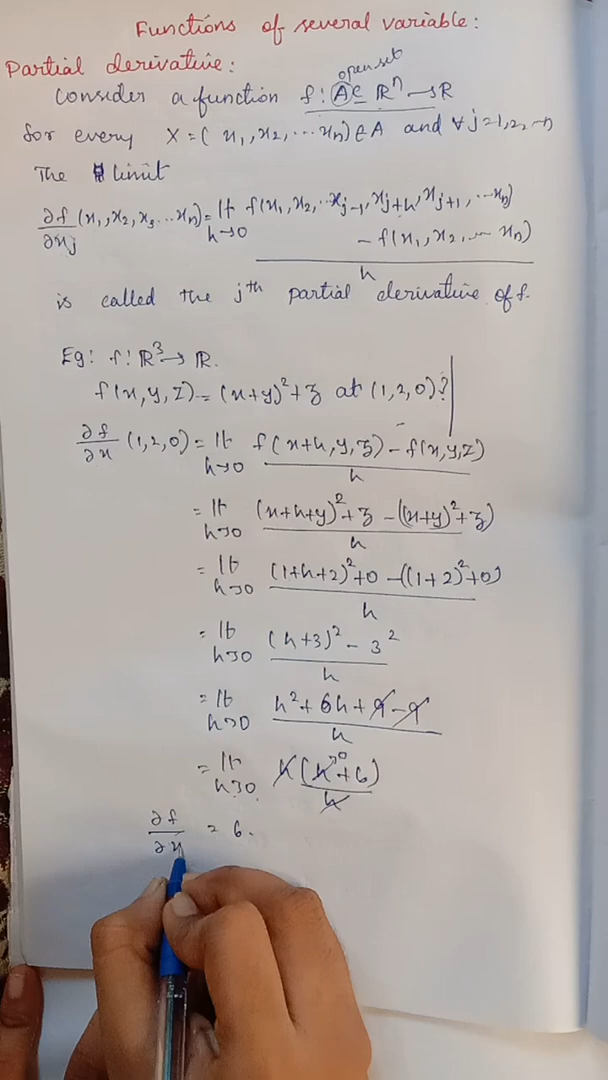 Functions of several variable:
Partial derivative:
open set
Consider a function f: A ⊆ ℝⁿ → ℝ
for every X = (x₁, x₂, ... xₙ) ∈ A and ∀ j = 1, 2, ... n
The limit
∂f/∂xⱼ (x₁, x₂, x₃ ... xₙ) = lt h→0 f(x₁, x₂, ... xⱼ₋₁, xⱼ+h, xⱼ₊₁, ... xₙ)
- f(x₁, x₂, ... xₙ)
h
is called the jth partial derivative of f.
Eg: f: ℝ³ → ℝ.
f(x, y, z) = (x+y)² + z at (1, 2, 0)?
∂f/∂x (1, 2, 0) = lt h→0 f(x+h, y, z) - f(x, y, z) / h
= lt h→0 (x+h+y)² + z - ((x+y)² + z) / h
= lt h→0 (1+h+2)² + 0 - ((1+2)² + 0) / h
= lt h→0 (h+3)² - 3² / h
= lt h→0 h² + 6h + 9 - 9 / h
= lt h→0 h(h+6) / h
∂f/∂x = 6.